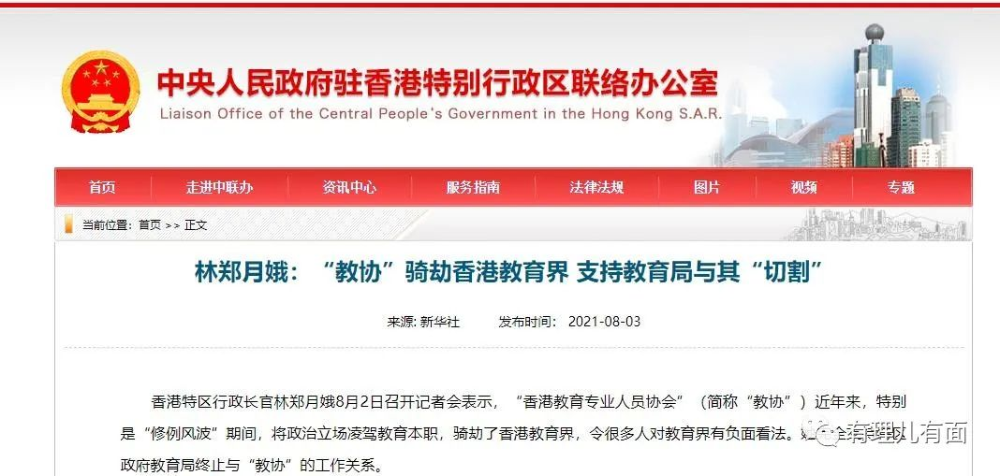 中央人民政府驻香港特别行政区联络办公室
Liaison Office of the Central People's Government in the Hong Kong S.A.R.
首页 走进中联办 资讯中心 服务指南 法律法规 图片 视频 专题
当前位置：首页 >> 正文
林郑月娥：“教协”骑劫香港教育界 支持教育局与其“切割”
来源: 新华社 发布时间： 2021-08-03
香港特区行政长官林郑月娥8月2日召开记者会表示，“香港教育专业人员协会”（简称“教协”）近年来，特别
是“修例风波”期间，将政治立场凌驾教育本职，骑劫了香港教育界，令很多人对教育界有负面看法。
政府教育局终止与“教协”的工作关系。
有理儿有面